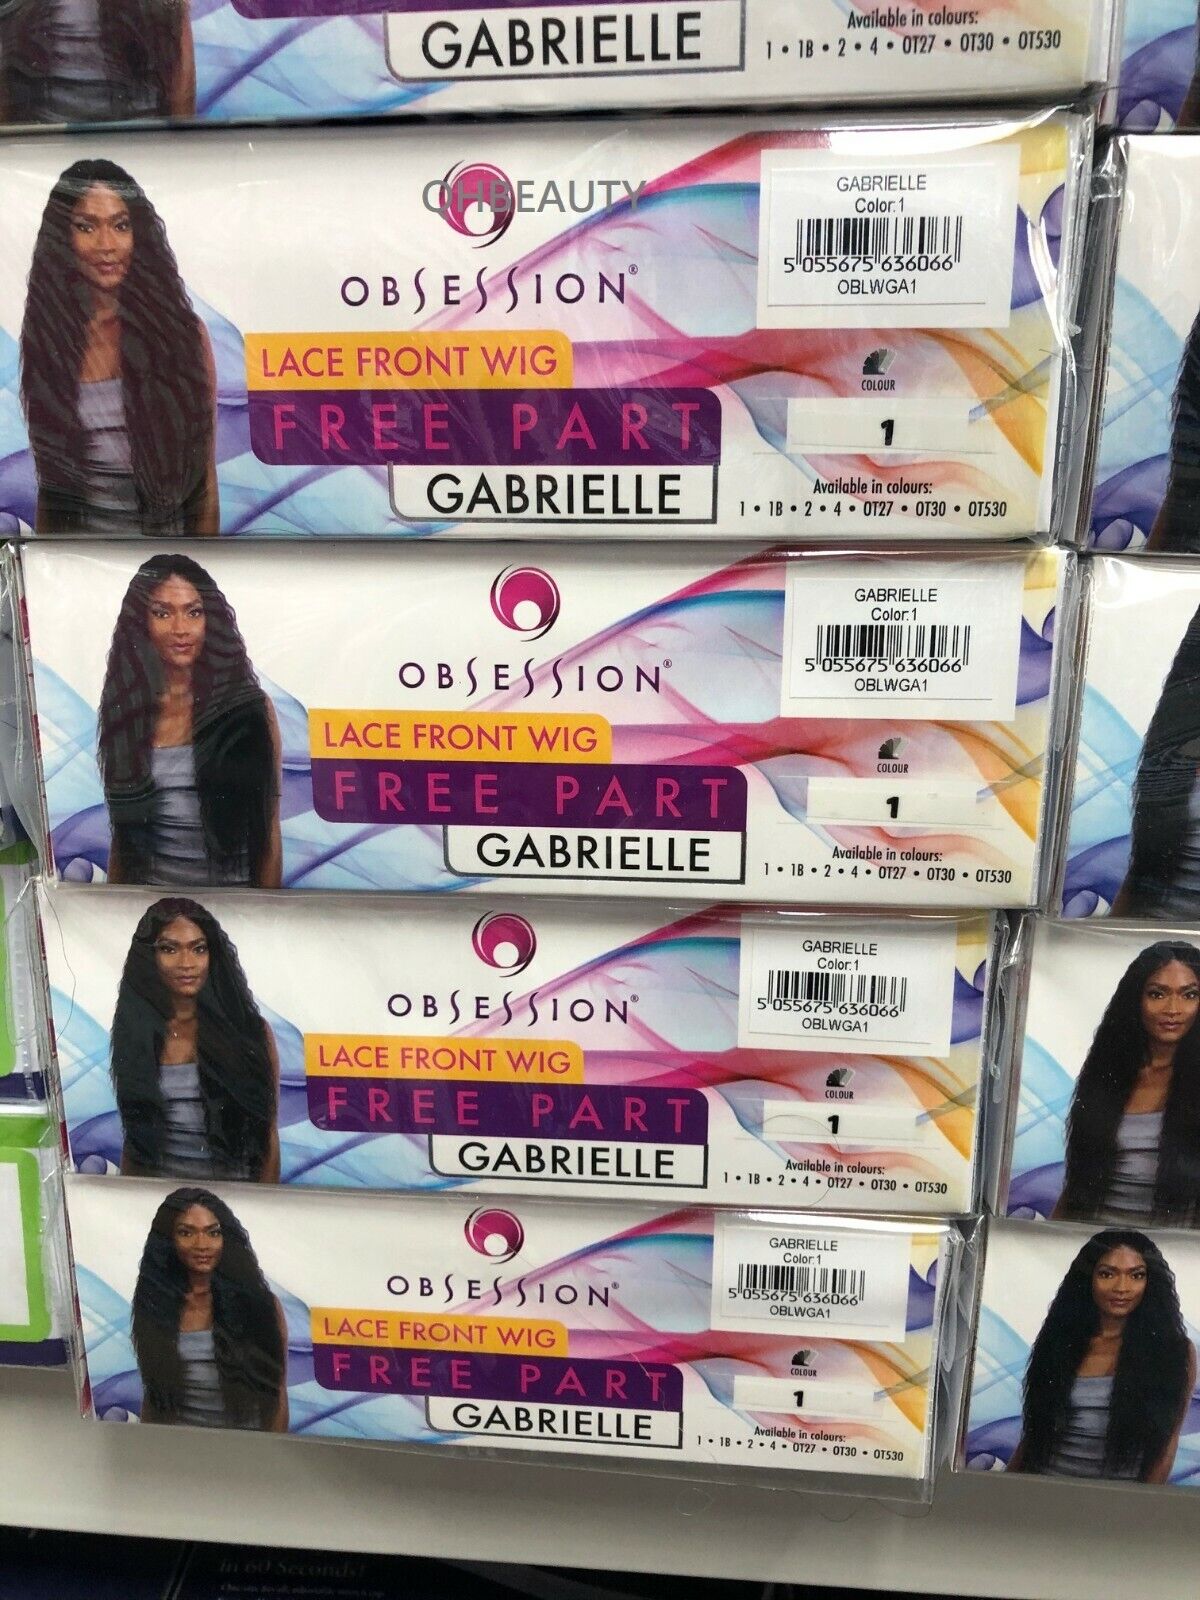 GABRIELLE
Available in colours:
1 • 1B • 2 • 4 • OT27 • OT30 • OT530
QHBEAUTY
OBSESSION®
LACE FRONT WIG
FREE PART
GABRIELLE
GABRIELLE
Color:1
5 055675 636066
OBLWGA1
COLOUR
1
Available in colours:
1 • 1B • 2 • 4 • OT27 • OT30 • OT530
OBSESSION®
LACE FRONT WIG
FREE PART
GABRIELLE
GABRIELLE
Color:1
5 055675 636066
OBLWGA1
COLOUR
1
Available in colours:
1 • 1B • 2 • 4 • OT27 • OT30 • OT530
OBSESSION®
LACE FRONT WIG
FREE PART
GABRIELLE
GABRIELLE
Color:1
5 055675 636066
OBLWGA1
COLOUR
1
Available in colours:
1 • 1B • 2 • 4 • OT27 • OT30 • OT530
OBSESSION®
LACE FRONT WIG
FREE PART
GABRIELLE
GABRIELLE
Color:1
5 055675 636066
OBLWGA1
COLOUR
1
Available in colours:
1 • 1B • 2 • 4 • OT27 • OT30 • OT530
in 60 Seconds!